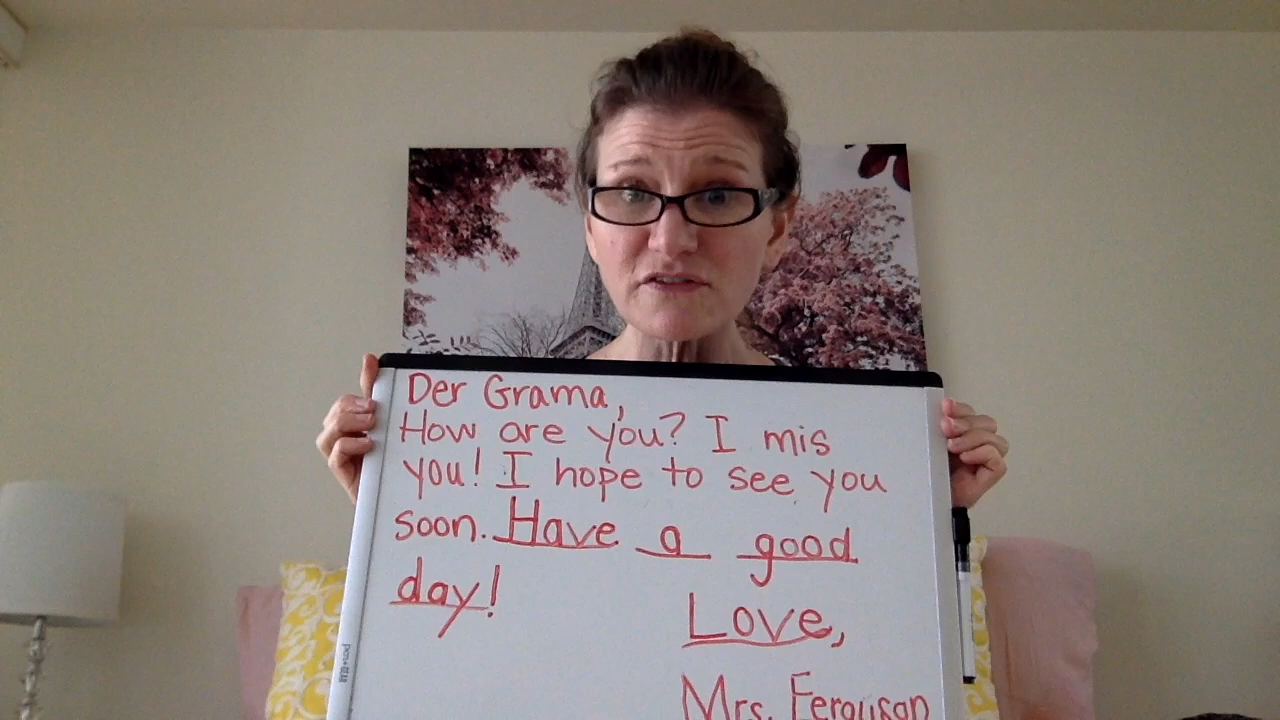 Der Grama,
How are you? I mis
you! I hope to see you
soon. Have a good
day!
Love,
Mrs. Ferguson